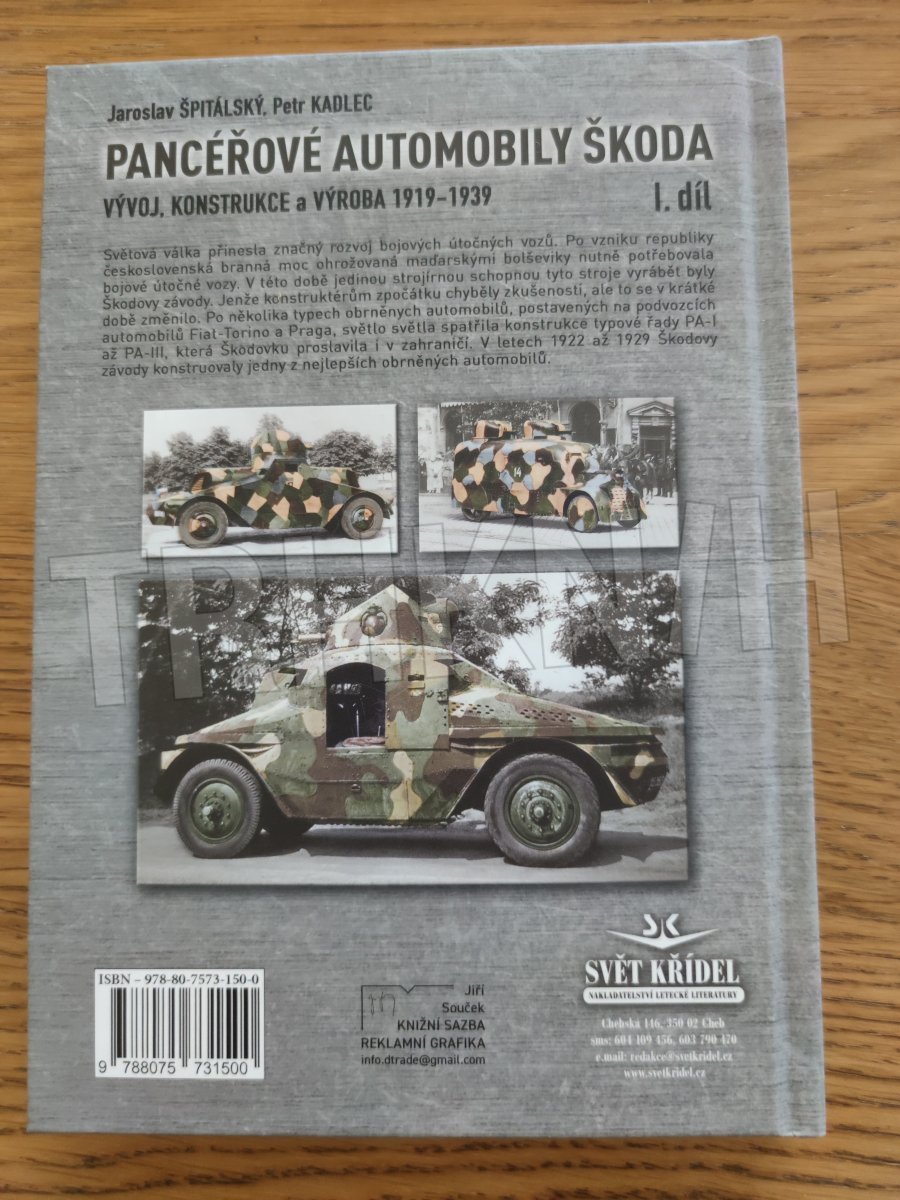 Jaroslav ŠPITÁLSKÝ, Petr KADLEC
PANCÉŘOVÉ AUTOMOBILY ŠKODA
VÝVOJ, KONSTRUKCE a VÝROBA 1919–1939 I. díl
Světová válka přinesla značný rozvoj bojových útočných vozů. Po vzniku republiky
československá branná moc ohrožovaná maďarskými bolševiky nutně potřebovala
bojové útočné vozy. V této době jedinou strojírnou schopnou tyto stroje vyrábět byly
Škodovy závody. Jenže konstruktérům zpočátku chyběly zkušenosti, ale to se v krátké
době změnilo. Po několika typech obrněných automobilů, postavených na podvozcích
automobilů Fiat-Torino a Praga, světlo světla spatřila konstrukce typové řady PA-I
až PA-III, která Škodovku proslavila i v zahraničí. V letech 1922 až 1929 Škodovy
závody konstruovaly jedny z nejlepších obrněných automobilů.
14
TRHKNIH
ISBN – 978-80-7573-150-0
9 788075 731500
Jiří
Souček
KNIŽNÍ SAZBA
REKLAMNÍ GRAFIKA
info.dtrade@gmail.com
SVĚT KŘÍDEL
NAKLADATELSTVÍ LETECKÉ LITERATURY
Chebská 146, 350 02 Cheb
sms: 604 109 456, 603 790 470
e.mail: redakce@svetkridel.cz
www.svetkridel.cz